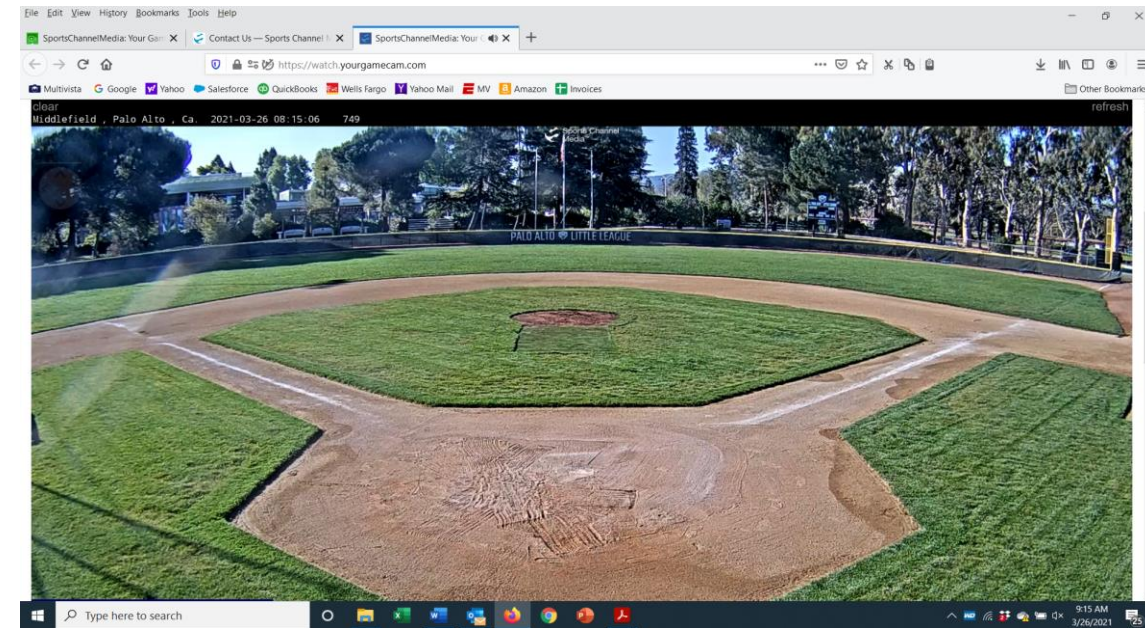 File Edit View History Bookmarks Tools Help
SportsChannelMedia: Your Gam
Contact Us — Sports Channel
SportsChannelMedia: Your G
https://watch.yourgamecam.com
Multivista Google Yahoo Salesforce QuickBooks Wells Fargo Yahoo Mail MV Amazon Invoices Other Bookmark
clear refresh
Middlefield , Palo Alto , Ca. 2021-03-26 08:15:06 749
Sports Channel
Media
PALO ALTO LITTLE LEAGUE
Type here to search
9:15 AM
3/26/2021
25